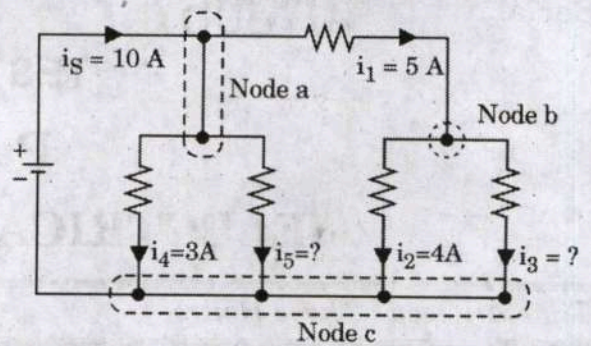 iS = 10 A
i1 = 5 A
Node a
Node b
+
−
i4=3A
i5=?
i2=4A
i3 = ?
Node c